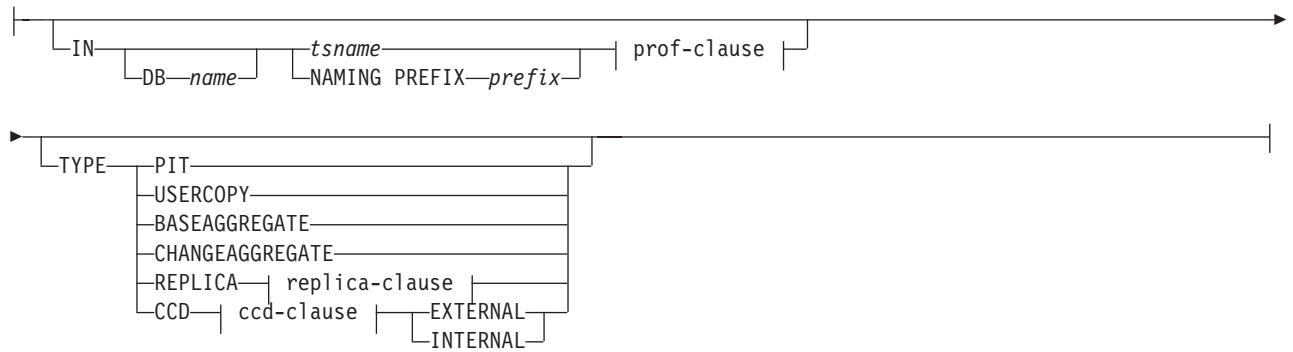 IN tsname prof-clause
DB name NAMING PREFIX prefix
TYPE PIT
USERCOPY
BASEAGGREGATE
CHANGEAGGREGATE
REPLICA replica-clause
CCD ccd-clause EXTERNAL
INTERNAL